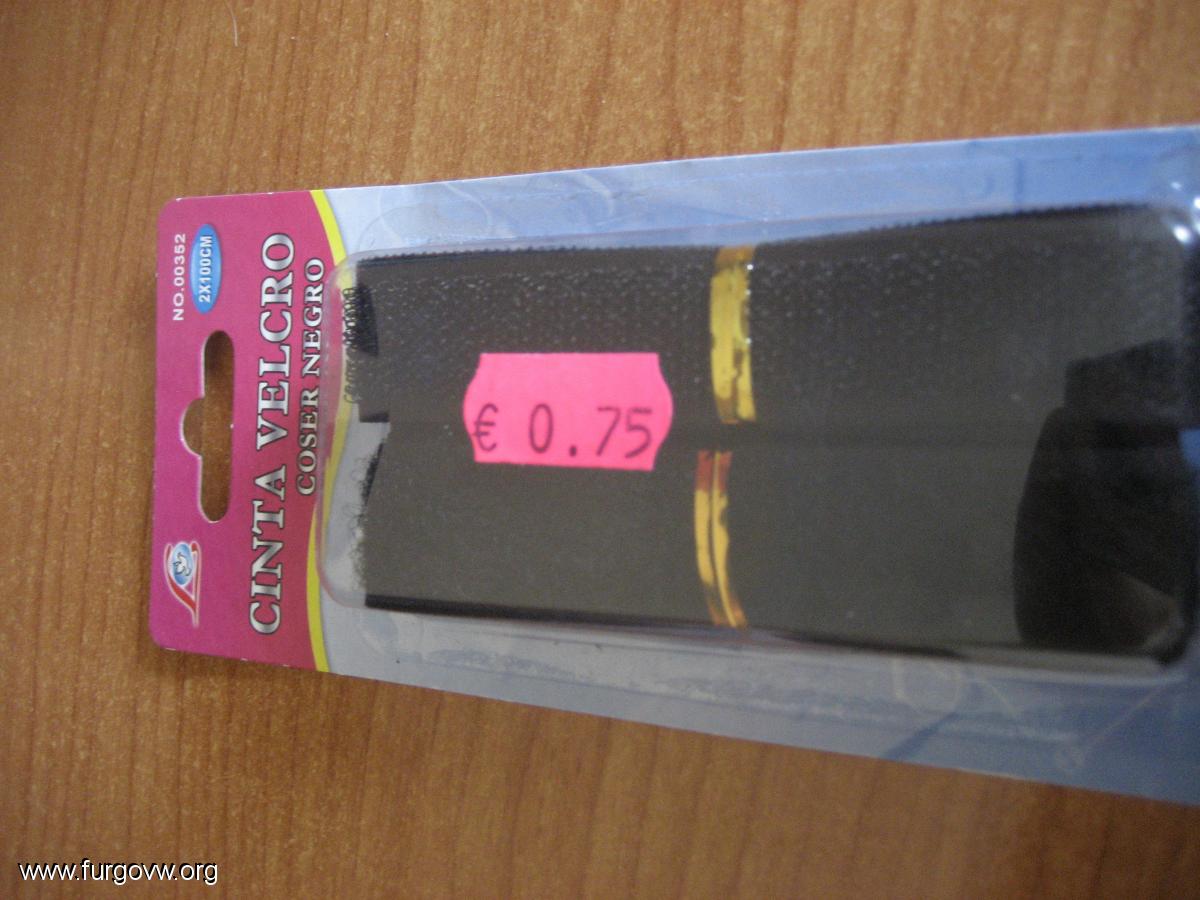 NO.00352
2X100CM
CINTA VELCRO
COSER NEGRO
€ 0.75
www.furgovw.org